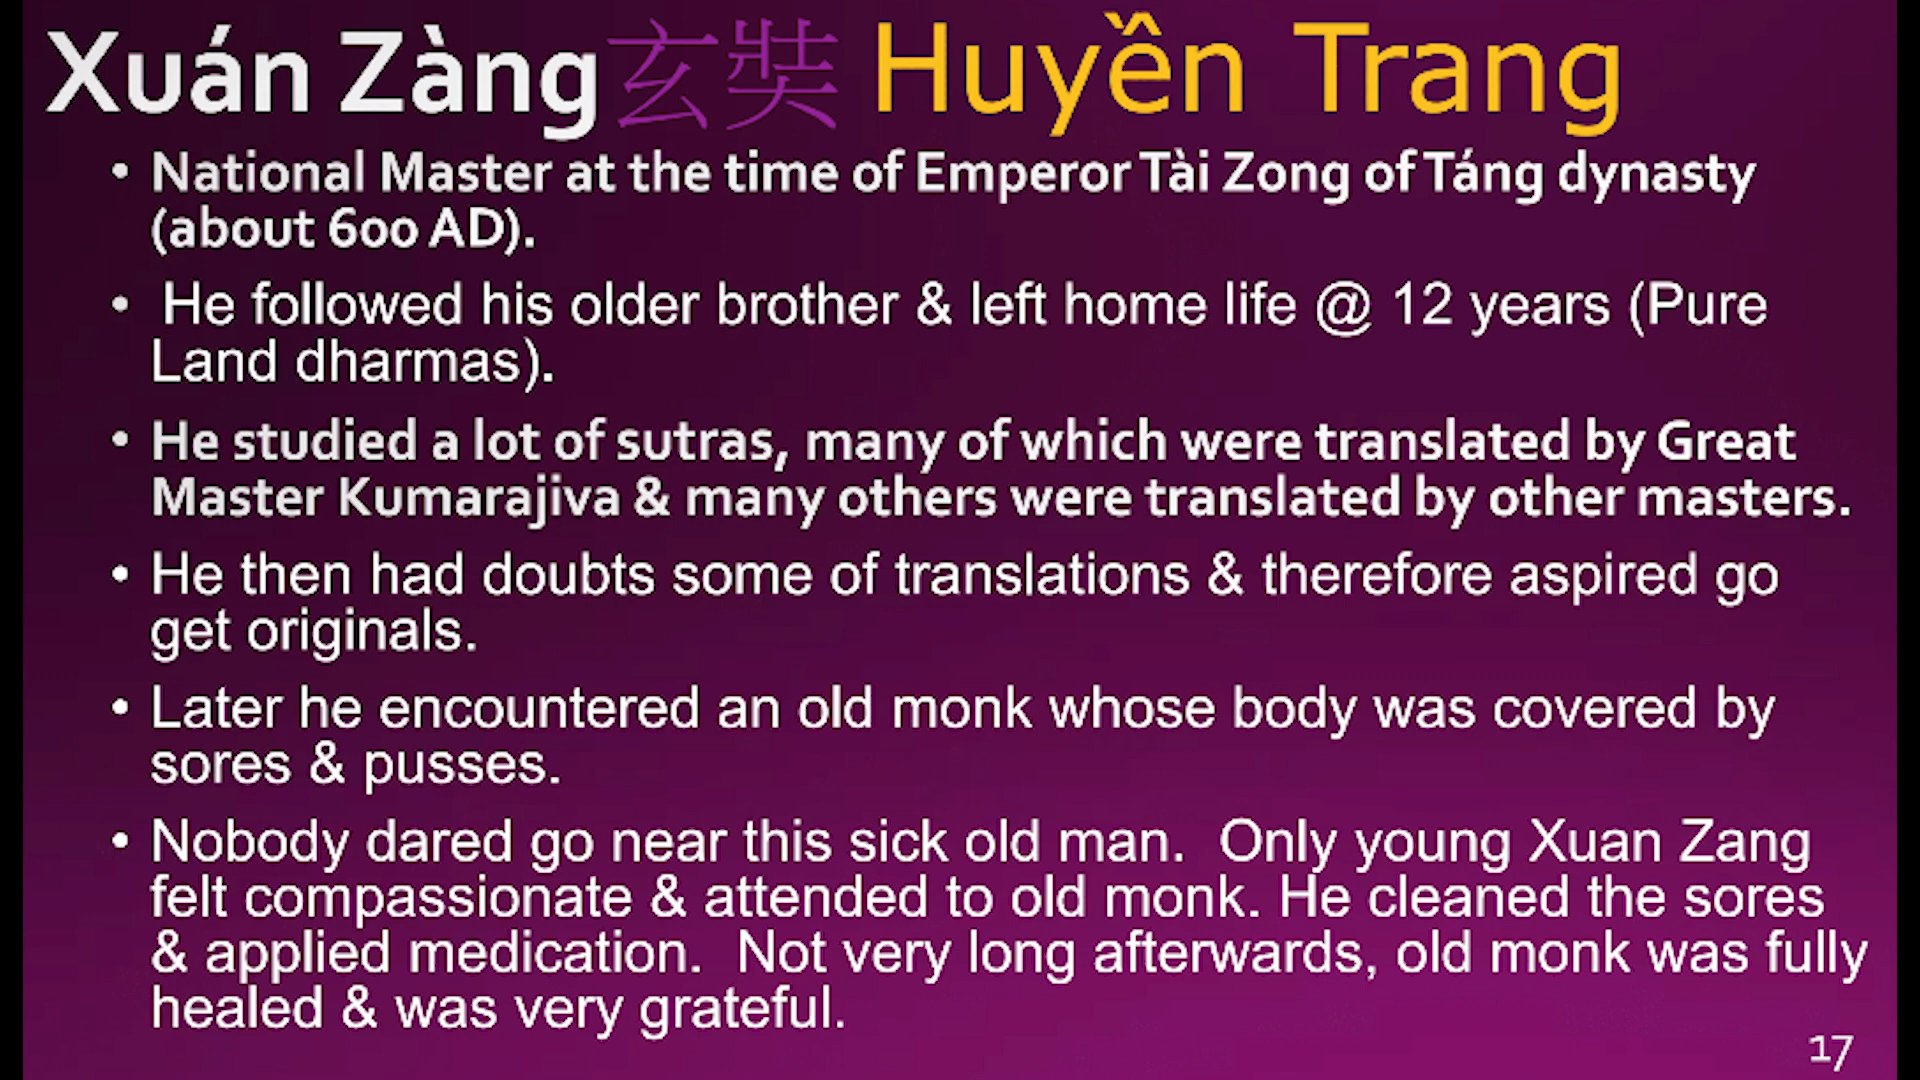 Xuán Zàng玄奘 Huyền Trang
• National Master at the time of Emperor Tài Zong of Táng dynasty
(about 600 AD).
• He followed his older brother & left home life @ 12 years (Pure
Land dharmas).
• He studied a lot of sutras, many of which were translated by Great
Master Kumarajiva & many others were translated by other masters.
• He then had doubts some of translations & therefore aspired go
get originals.
• Later he encountered an old monk whose body was covered by
sores & pusses.
• Nobody dared go near this sick old man.  Only young Xuan Zang
felt compassionate & attended to old monk. He cleaned the sores
& applied medication.  Not very long afterwards, old monk was fully
healed & was very grateful.
17